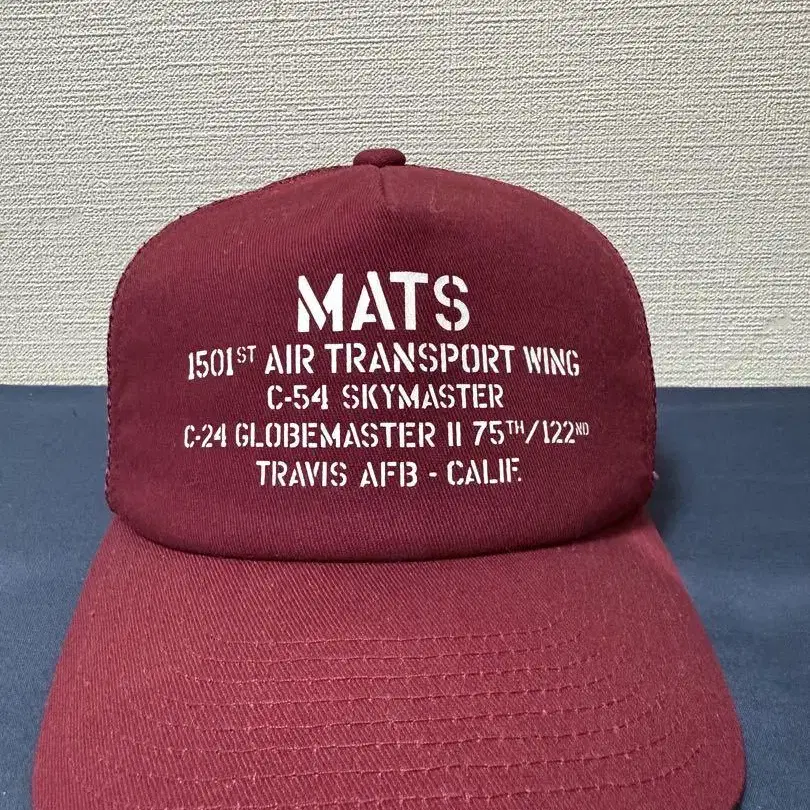 MATS
1501ST AIR TRANSPORT WING
C-54 SKYMASTER
C-24 GLOBEMASTER II 75TH/122ND
TRAVIS AFB - CALIF.